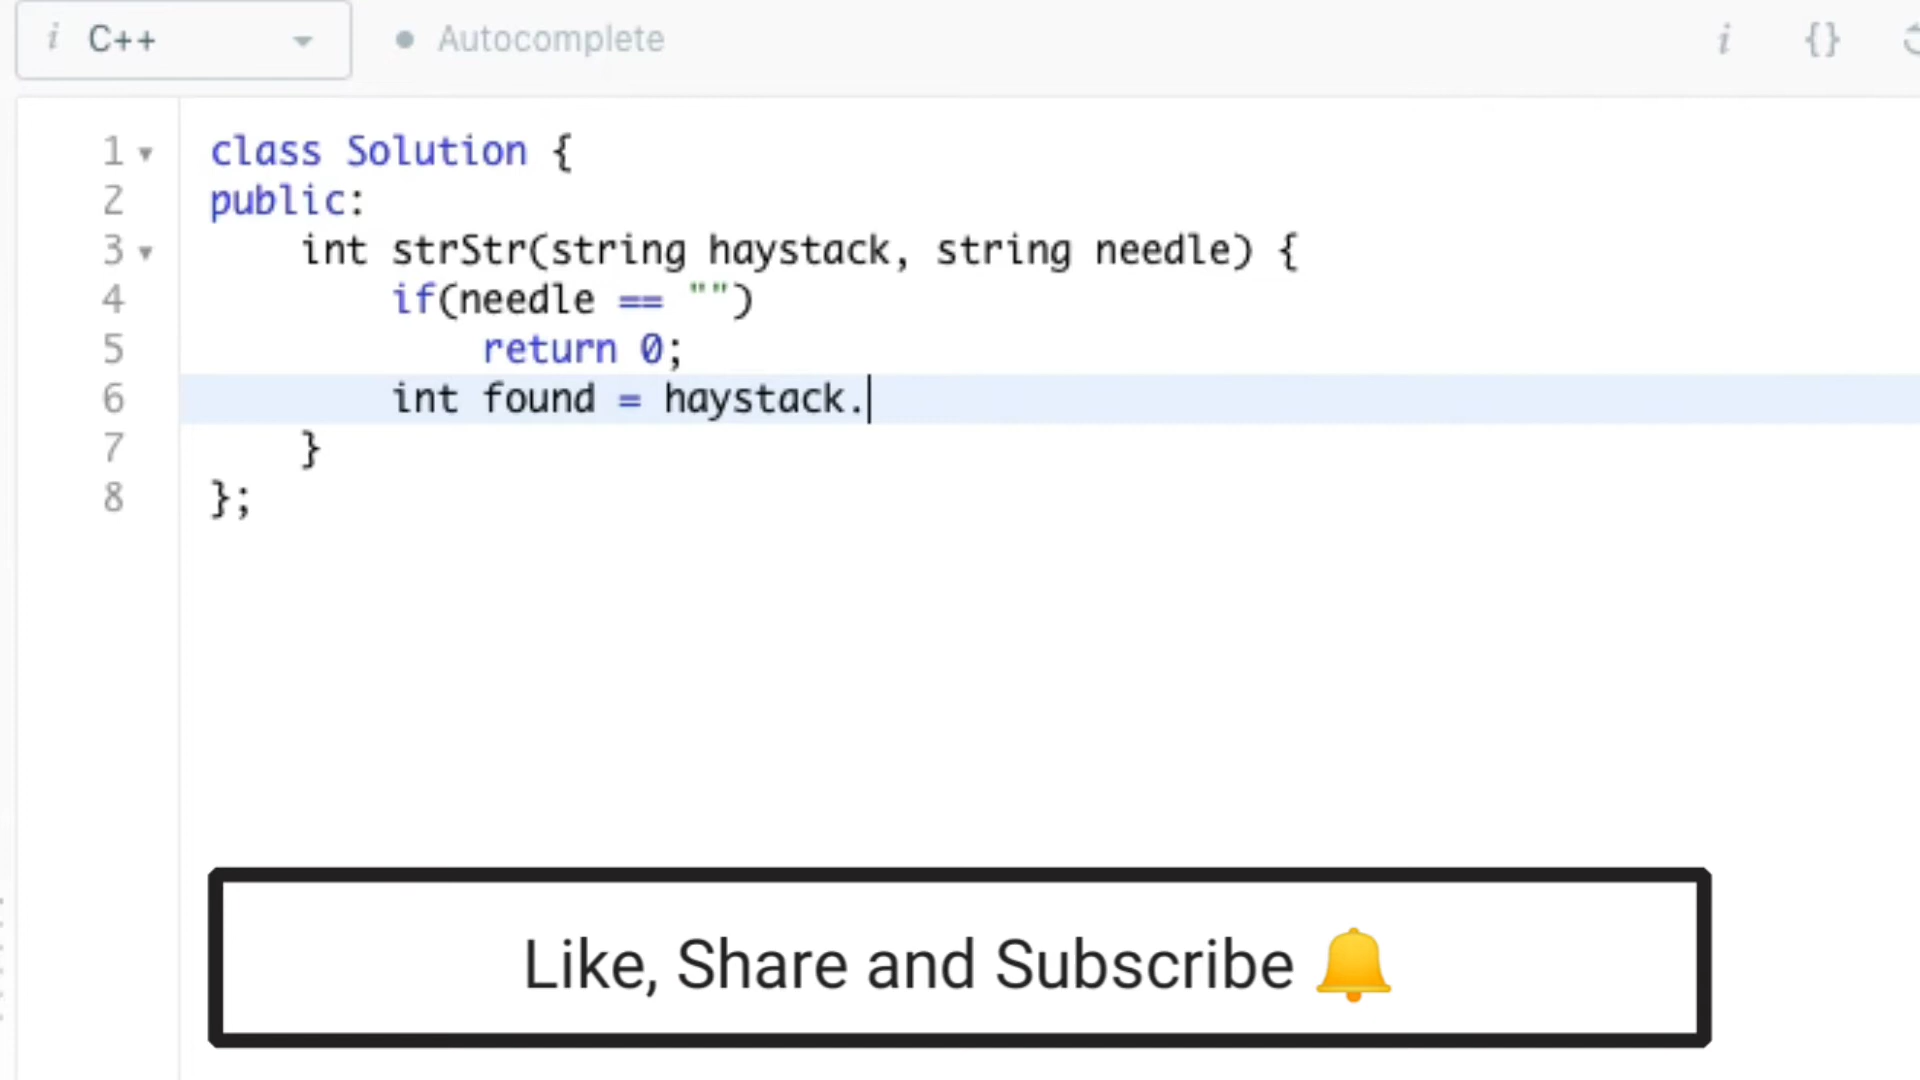 i C++ Autocomplete i {}
1 class Solution {
2 public:
3 int strStr(string haystack, string needle) {
4 if(needle == "")
5 return 0;
6 int found = haystack.
7 }
8 };
Like, Share and Subscribe 🔔